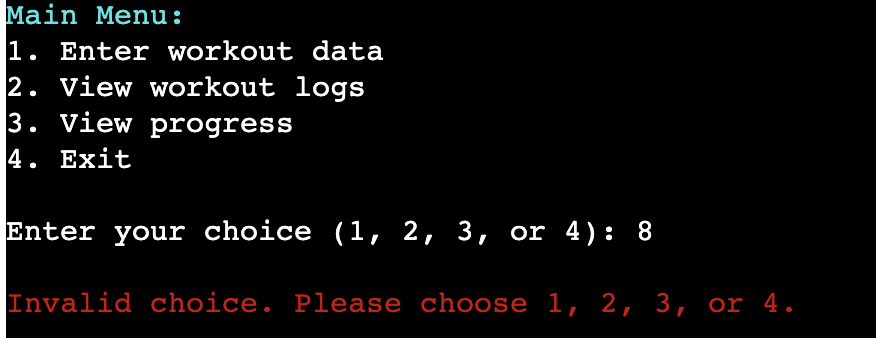 Main Menu:
1. Enter workout data
2. View workout logs
3. View progress
4. Exit
Enter your choice (1, 2, 3, or 4): 8
Invalid choice. Please choose 1, 2, 3, or 4.